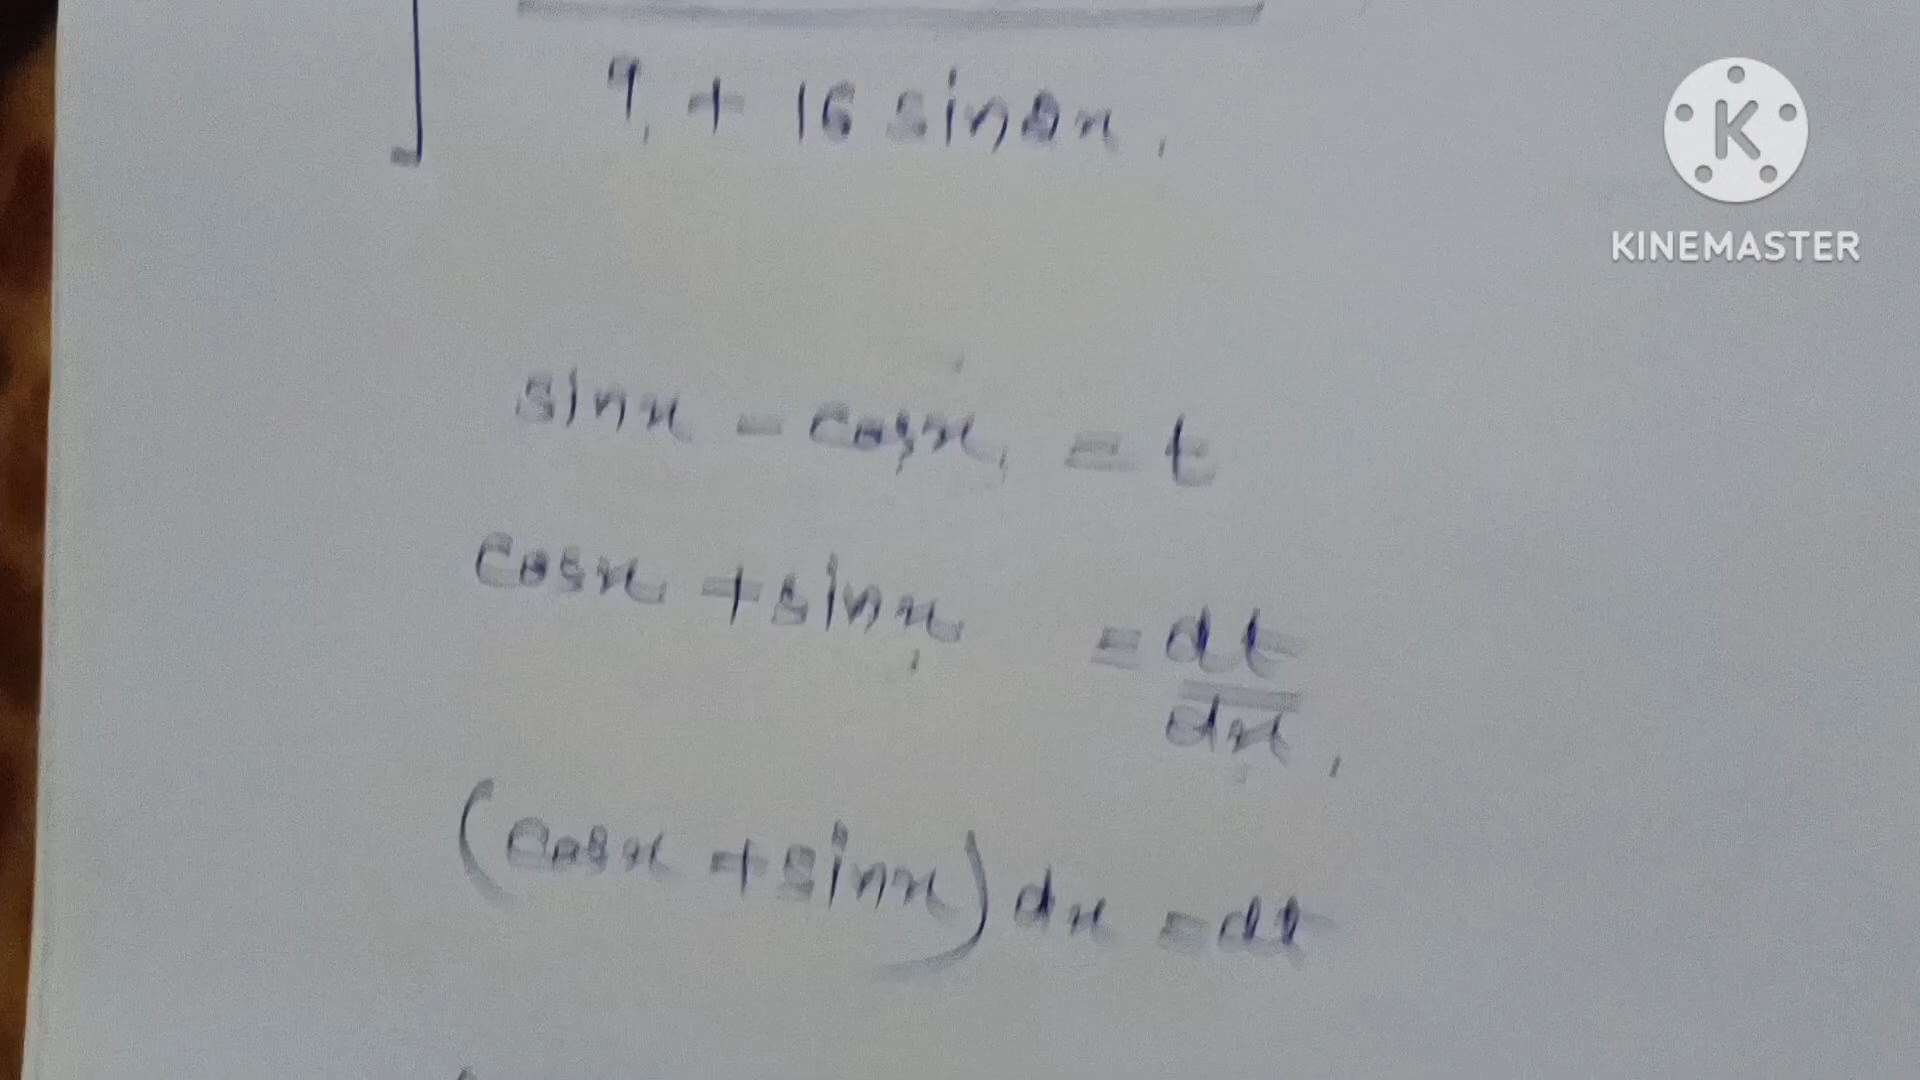 9 + 16 sin2x
KINEMASTER
sinx - cosx = t
cosx + sinx = dt/dx
(cosx + sinx) dx = dt